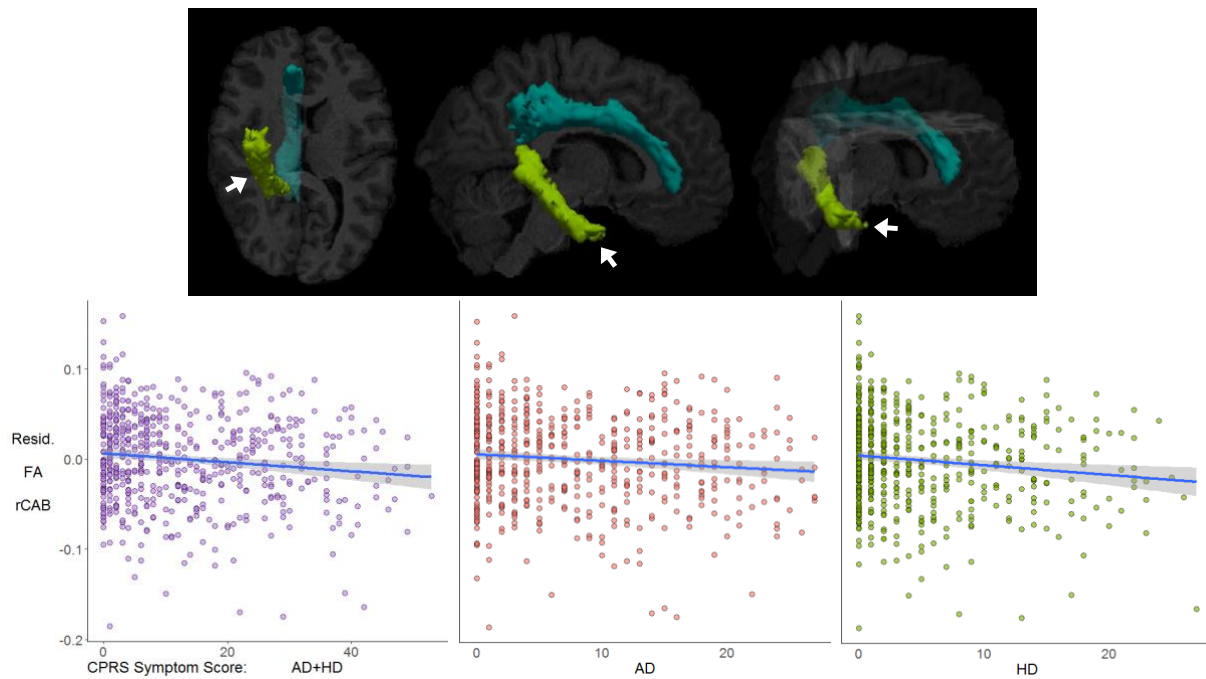 0.1
Resid.
0.0
FA
rCAB
-0.1
-0.2
0 20 40
CPRS Symptom Score: AD+HD
0 10 20
AD
0 10 20
HD